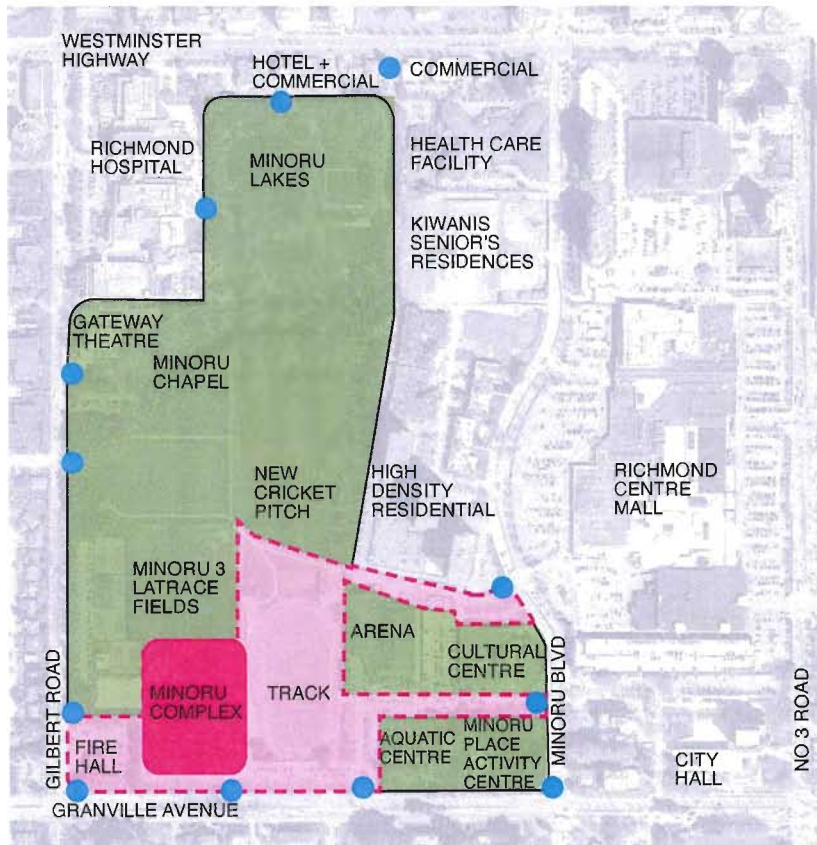 WESTMINSTER
HIGHWAY
HOTEL +
COMMERCIAL
COMMERCIAL
RICHMOND
HOSPITAL
MINORU
LAKES
HEALTH CARE
FACILITY
KIWANIS
SENIOR'S
RESIDENCES
GATEWAY
THEATRE
MINORU
CHAPEL
NEW
CRICKET
PITCH
HIGH
DENSITY
RESIDENTIAL
RICHMOND
CENTRE
MALL
MINORU 3
LATRACE
FIELDS
ARENA
CULTURAL
CENTRE
GILBERT ROAD
MINORU
COMPLEX
TRACK
MINORU BLVD
NO 3 ROAD
FIRE
HALL
AQUATIC
CENTRE
MINORU
PLACE
ACTIVITY
CENTRE
CITY
HALL
GRANVILLE AVENUE